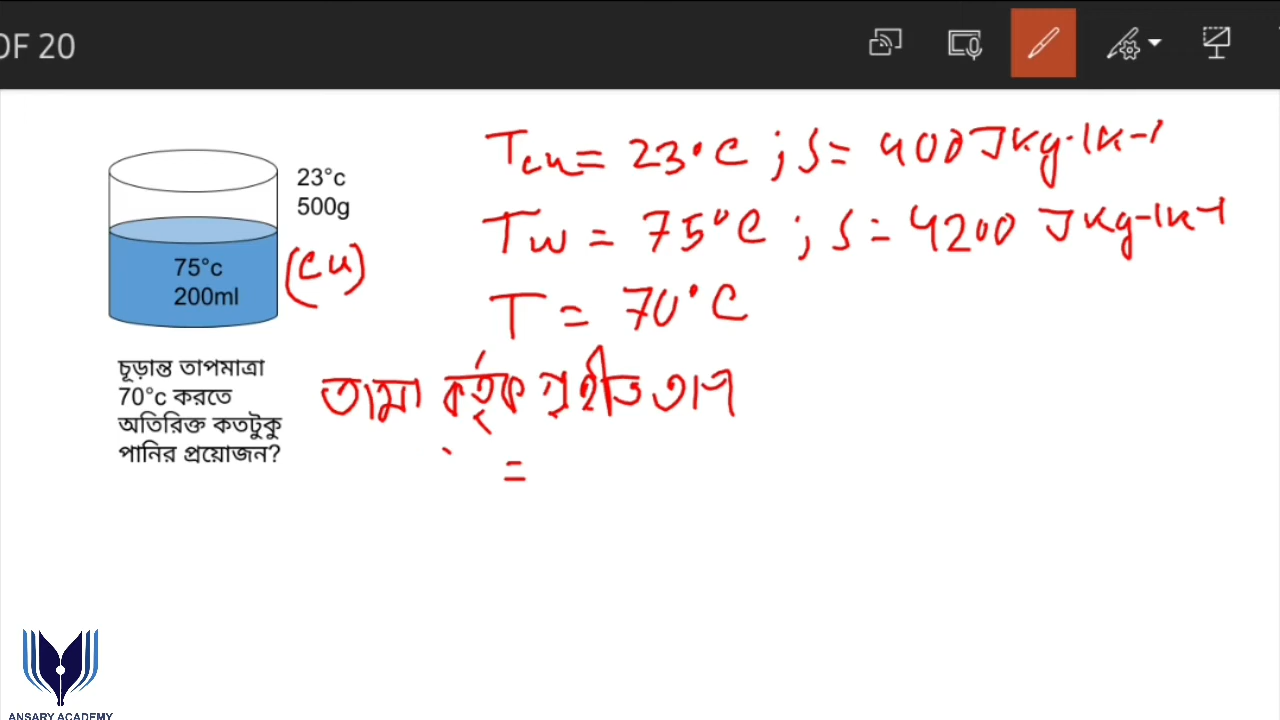 OF 20
23°c
500g
75°c
200ml
(Cu)
চূড়ান্ত তাপমাত্রা
70°c করতে
অতিরিক্ত কতটুকু
পানির প্রয়োজন?
Tcu = 23°C ; S = 400 JKg-1K-1
Tw = 75°C ; S = 4200 JKg-1K-1
T = 70°C
তামা কর্তৃক গৃহীত তাপ
=
ANSARY ACADEMY